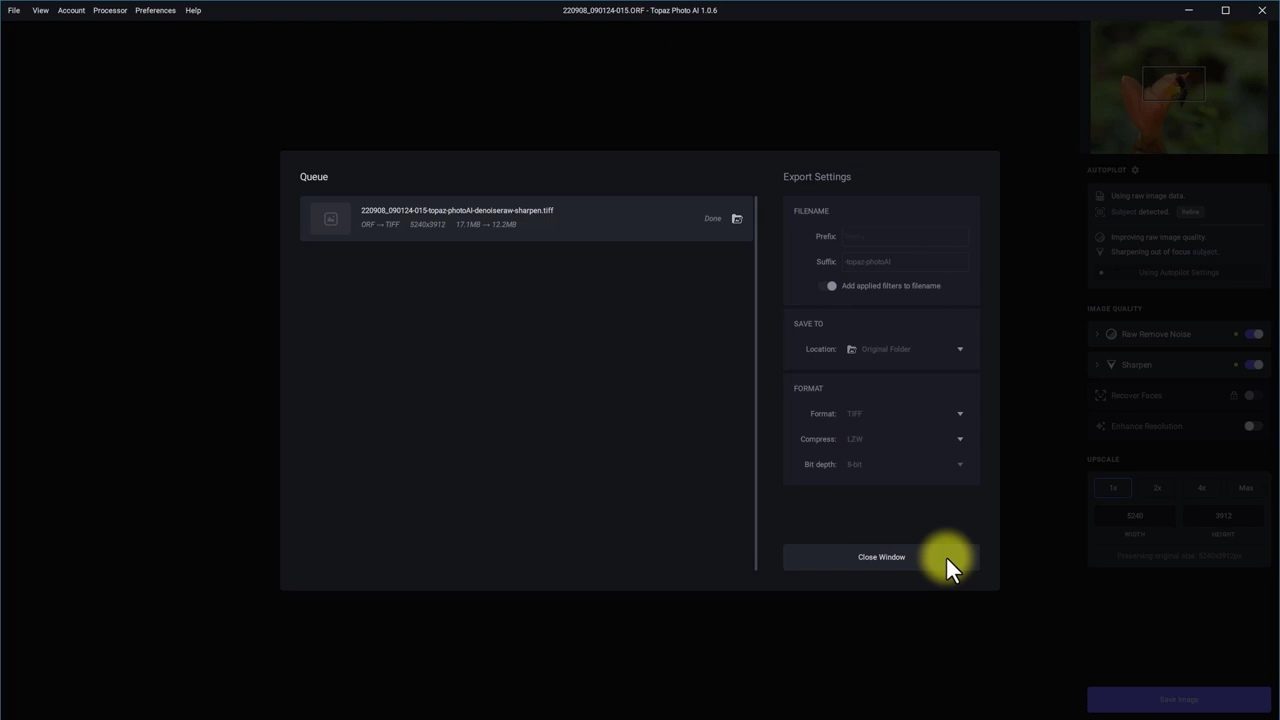 File View Account Processor Preferences Help
220908_090124-015.ORF - Topaz Photo AI 1.0.6
Queue
220908_090124-015-topaz-photoAI-denoiseraw-sharpen.tiff
ORF → TIFF 5240x3912 17.1MB → 12.2MB
Done
Export Settings
FILENAME
Prefix:
Suffix: -topaz-photoAI
Add applied filters to filename
SAVE TO
Location: Original Folder
FORMAT
Format: TIFF
Compress: LZW
Bit depth: 8-bit
Close Window
AUTOPILOT
Using raw image data.
Subject detected. Refine
Improving raw image quality.
Sharpening out of focus subject.
Using Autopilot Settings
IMAGE QUALITY
Raw Remove Noise
Sharpen
Recover Faces
Enhance Resolution
UPSCALE
1x 2x 4x Max
5240 3912
WIDTH HEIGHT
Preserving original size: 5240x3912px
Save Image